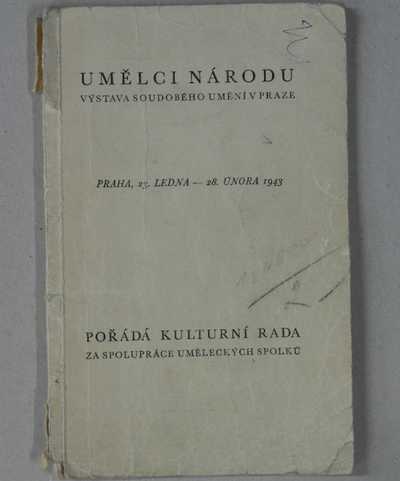 UMĚLCI NÁRODU
VÝSTAVA SOUDOBÉHO UMĚNÍ V PRAZE
PRAHA, 23. LEDNA — 28. ÚNORA 1943
POŘÁDÁ KULTURNÍ RADA
ZA SPOLUPRÁCE UMĚLECKÝCH SPOLKŮ